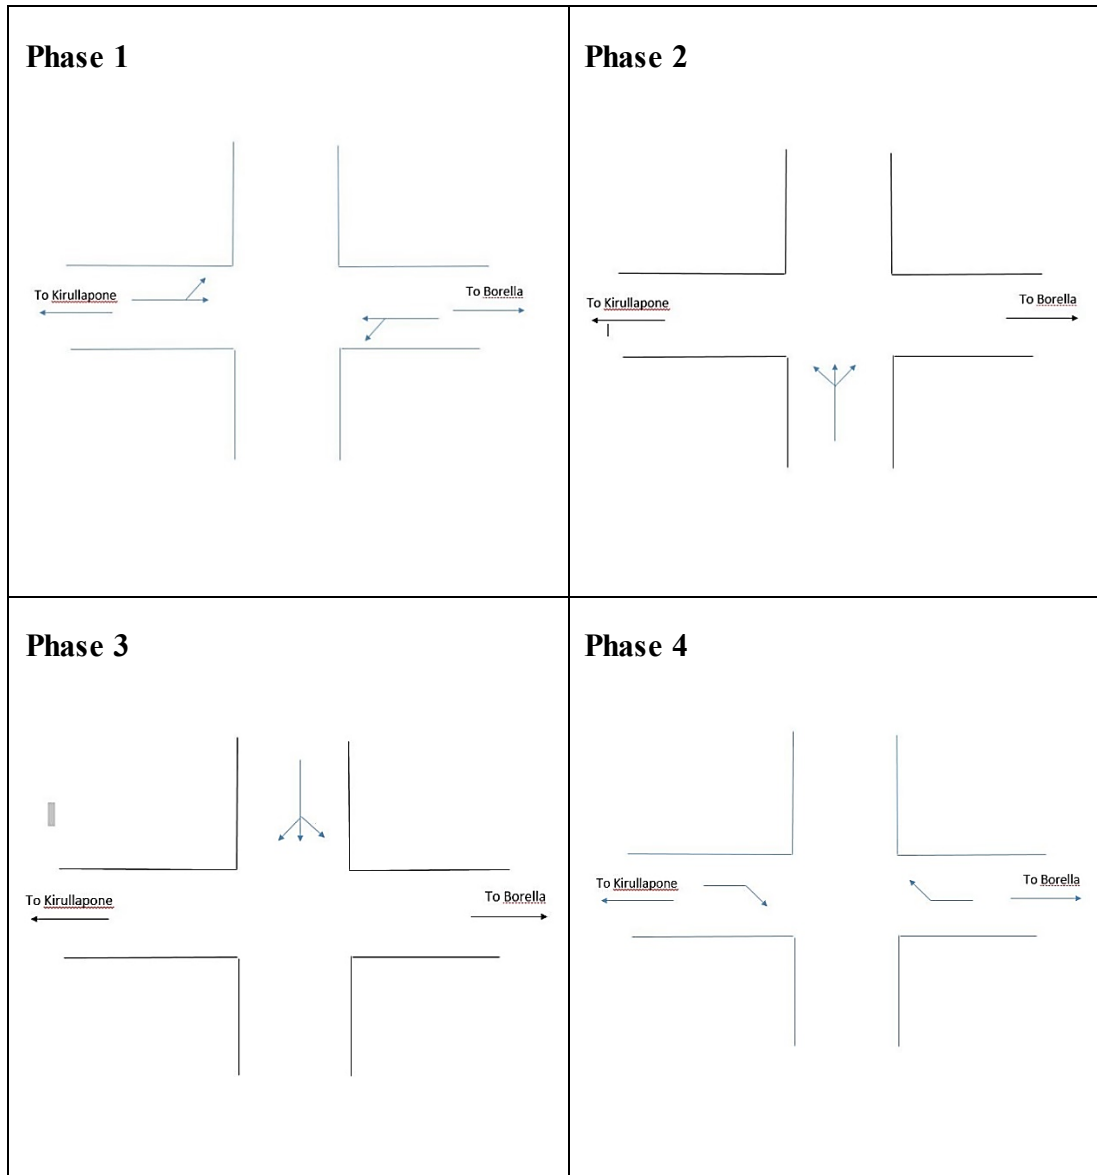 Phase 1
To Kirullapone
To Borella
Phase 2
To Kirullapone
To Borella
Phase 3
To Kirullapone
To Borella
Phase 4
To Kirullapone
To Borella